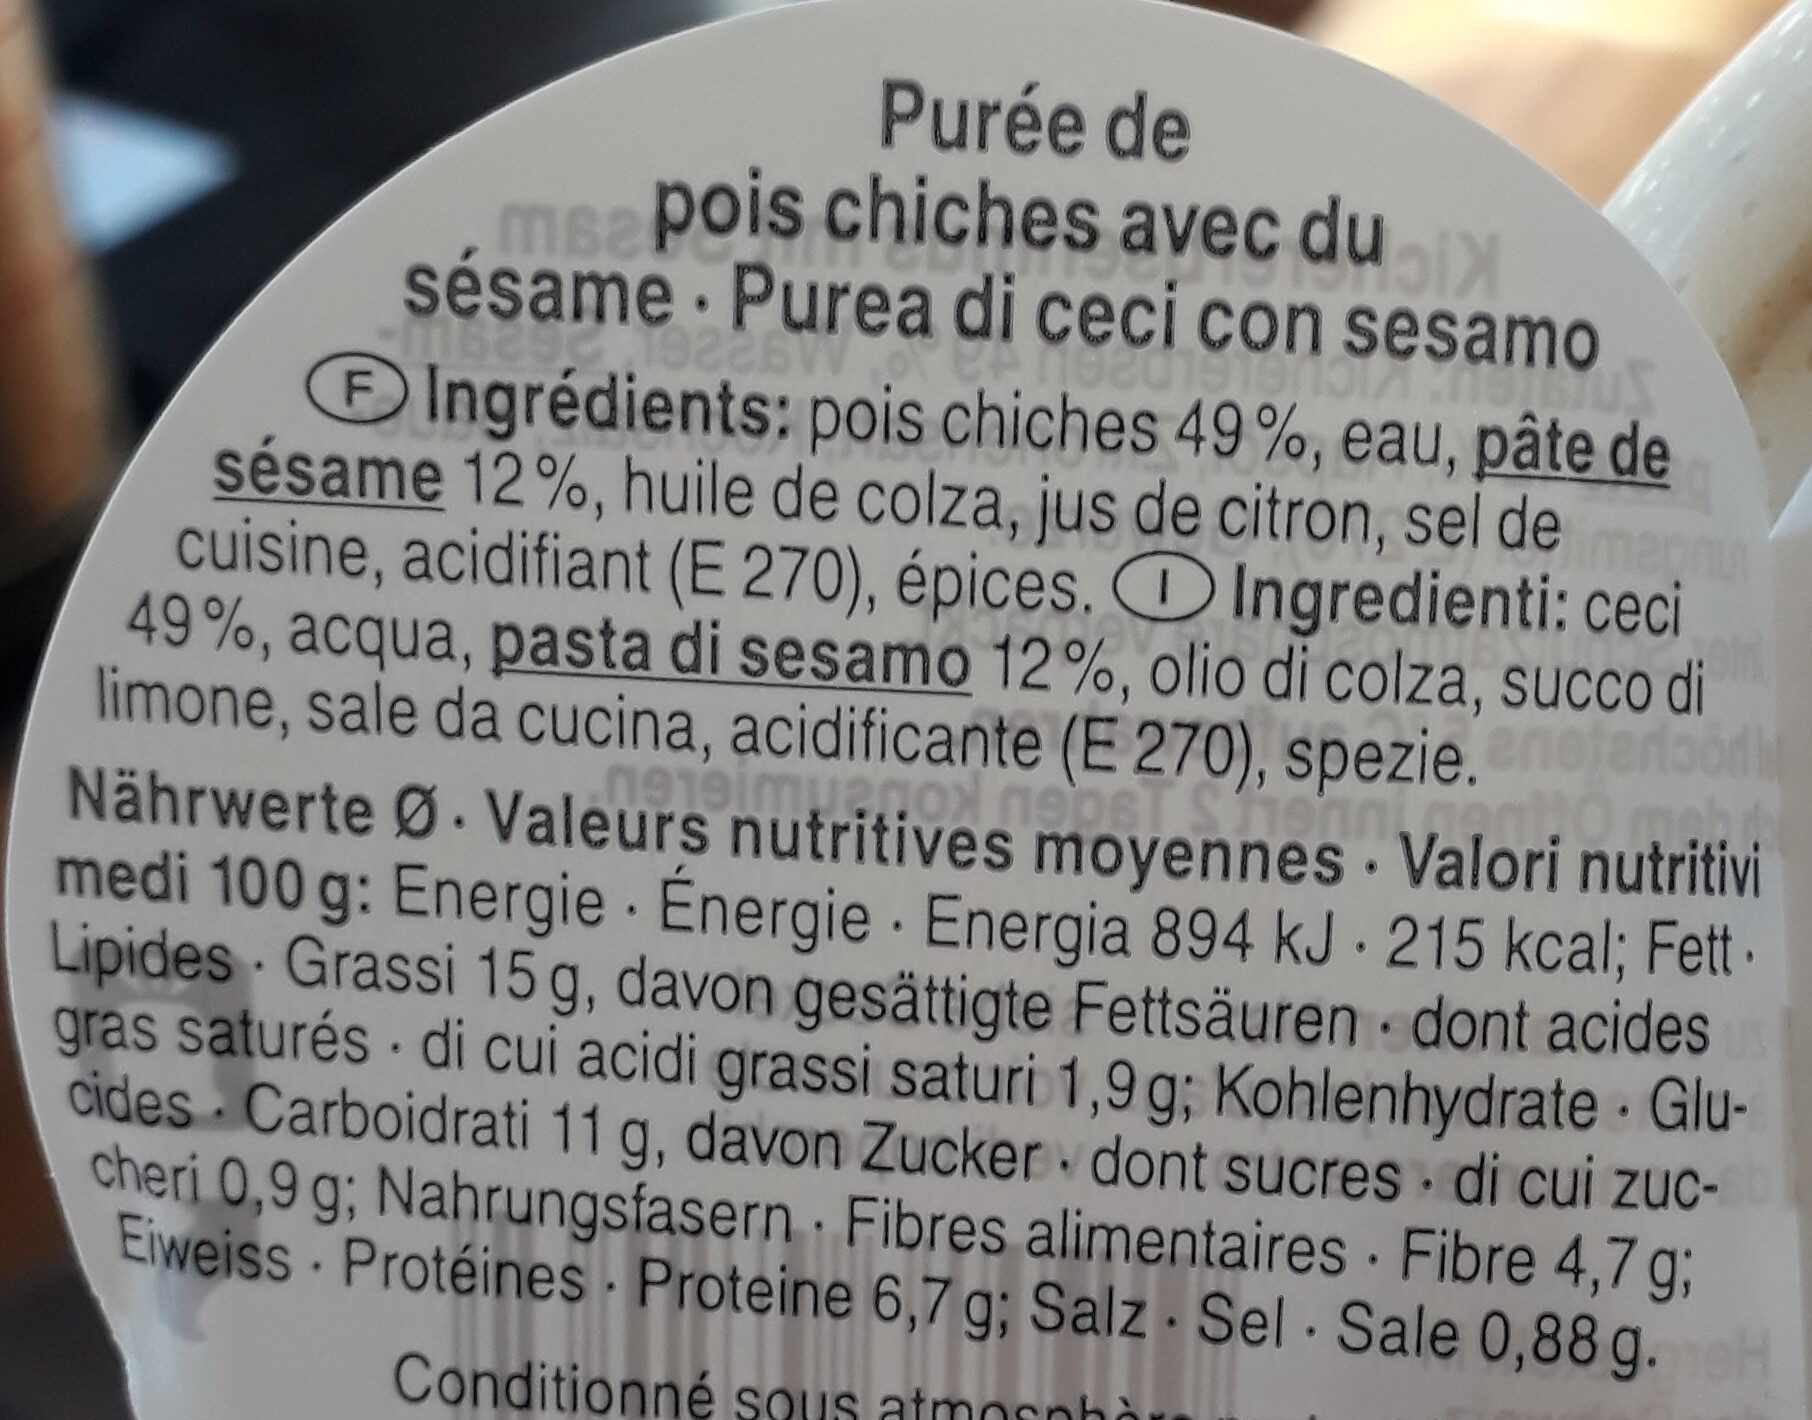 Purée de
pois chiches avec du
sésame · Purea di ceci con sesamo
F Ingrédients: pois chiches 49 %, eau, pâte de
sésame 12 %, huile de colza, jus de citron, sel de
cuisine, acidifiant (E 270), épices. I Ingredienti: ceci
49 %, acqua, pasta di sesamo 12 %, olio di colza, succo di
limone, sale da cucina, acidificante (E 270), spezie.
Nährwerte Ø · Valeurs nutritives moyennes · Valori nutritivi
medi 100 g: Energie · Énergie · Energia 894 kJ · 215 kcal; Fett ·
Lipides · Grassi 15 g, davon gesättigte Fettsäuren · dont acides
gras saturés · di cui acidi grassi saturi 1,9 g; Kohlenhydrate · Glu-
cides · Carboidrati 11 g, davon Zucker · dont sucres · di cui zuc-
cheri 0,9 g; Nahrungsfasern · Fibres alimentaires · Fibre 4,7 g;
Eiweiss · Protéines · Proteine 6,7 g; Salz · Sel · Sale 0,88 g.
Conditionné sous